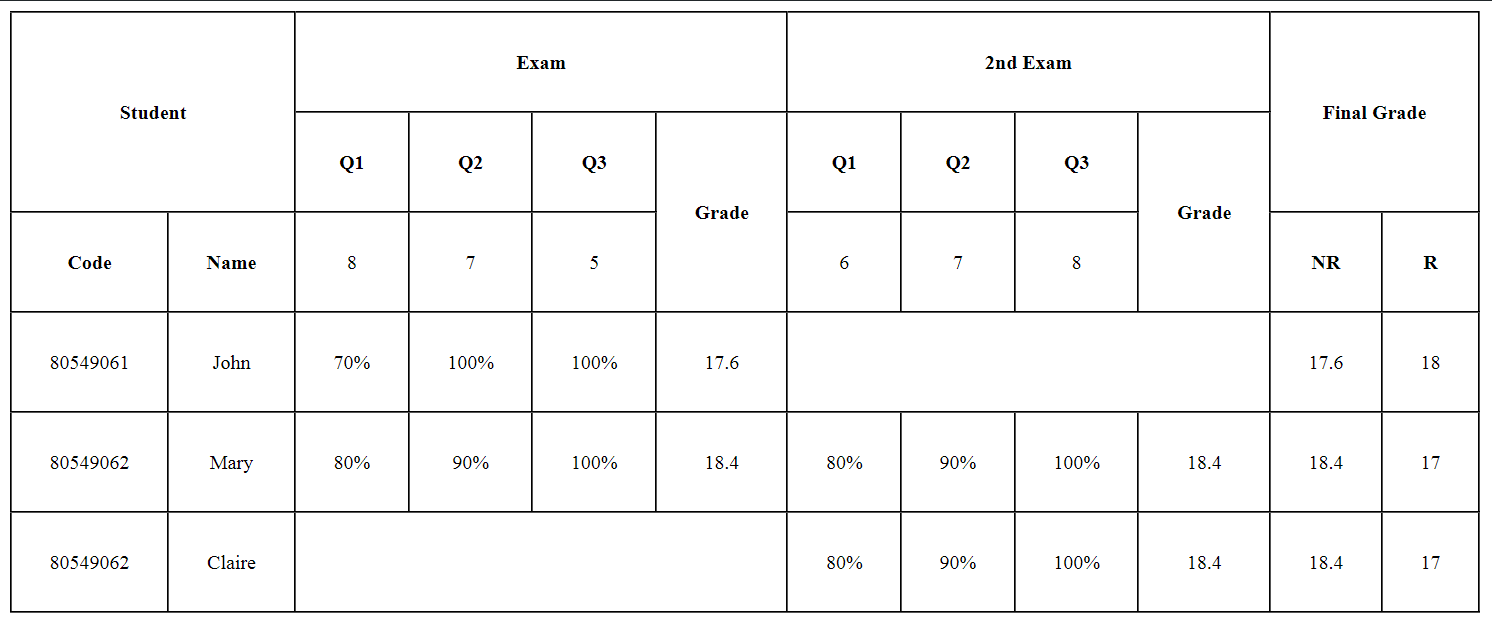 Student Exam 2nd Exam Final Grade
Q1 Q2 Q3 Grade Q1 Q2 Q3 Grade
Code Name 8 7 5 6 7 8 NR R
80549061 John 70% 100% 100% 17.6 17.6 18
80549062 Mary 80% 90% 100% 18.4 80% 90% 100% 18.4 18.4 17
80549062 Claire 80% 90% 100% 18.4 18.4 17